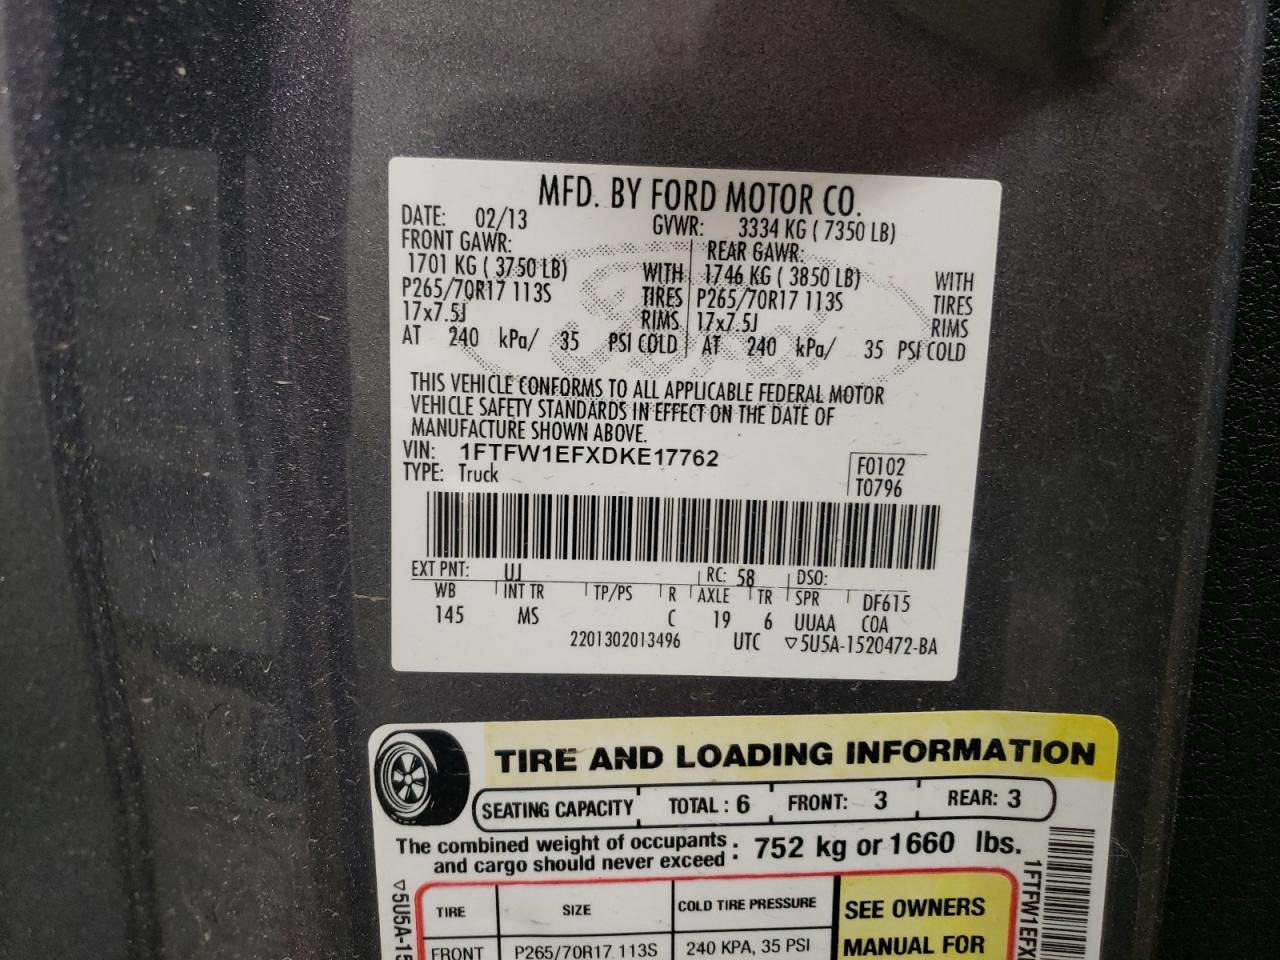 MFD. BY FORD MOTOR CO.
DATE: 02/13 GVWR: 3334 KG ( 7350 LB)
FRONT GAWR: REAR GAWR:
1701 KG ( 3750 LB) WITH 1746 KG ( 3850 LB) WITH
P265/70R17 113S TIRES P265/70R17 113S TIRES
17x7.5J RIMS 17x7.5J RIMS
AT 240 kPa/ 35 PSI COLD AT 240 kPa/ 35 PSI COLD
THIS VEHICLE CONFORMS TO ALL APPLICABLE FEDERAL MOTOR
VEHICLE SAFETY STANDARDS IN EFFECT ON THE DATE OF
MANUFACTURE SHOWN ABOVE.
VIN: 1FTFW1EFXDKE17762 F0102
TYPE: Truck T0796
EXT PNT: UJ RC: 58 DSO:
WB INT TR TP/PS R AXLE TR SPR DF615
145 MS C 19 6 UUAA COA
2201302013496 UTC ▽5U5A-1520472-BA
TIRE AND LOADING INFORMATION
SEATING CAPACITY TOTAL : 6 FRONT: 3 REAR: 3
The combined weight of occupants
and cargo should never exceed : 752 kg or 1660 lbs.
TIRE SIZE COLD TIRE PRESSURE SEE OWNERS
FRONT P265/70R17 113S 240 KPA, 35 PSI MANUAL FOR
▽5U5A-15
1FTFW1EFX